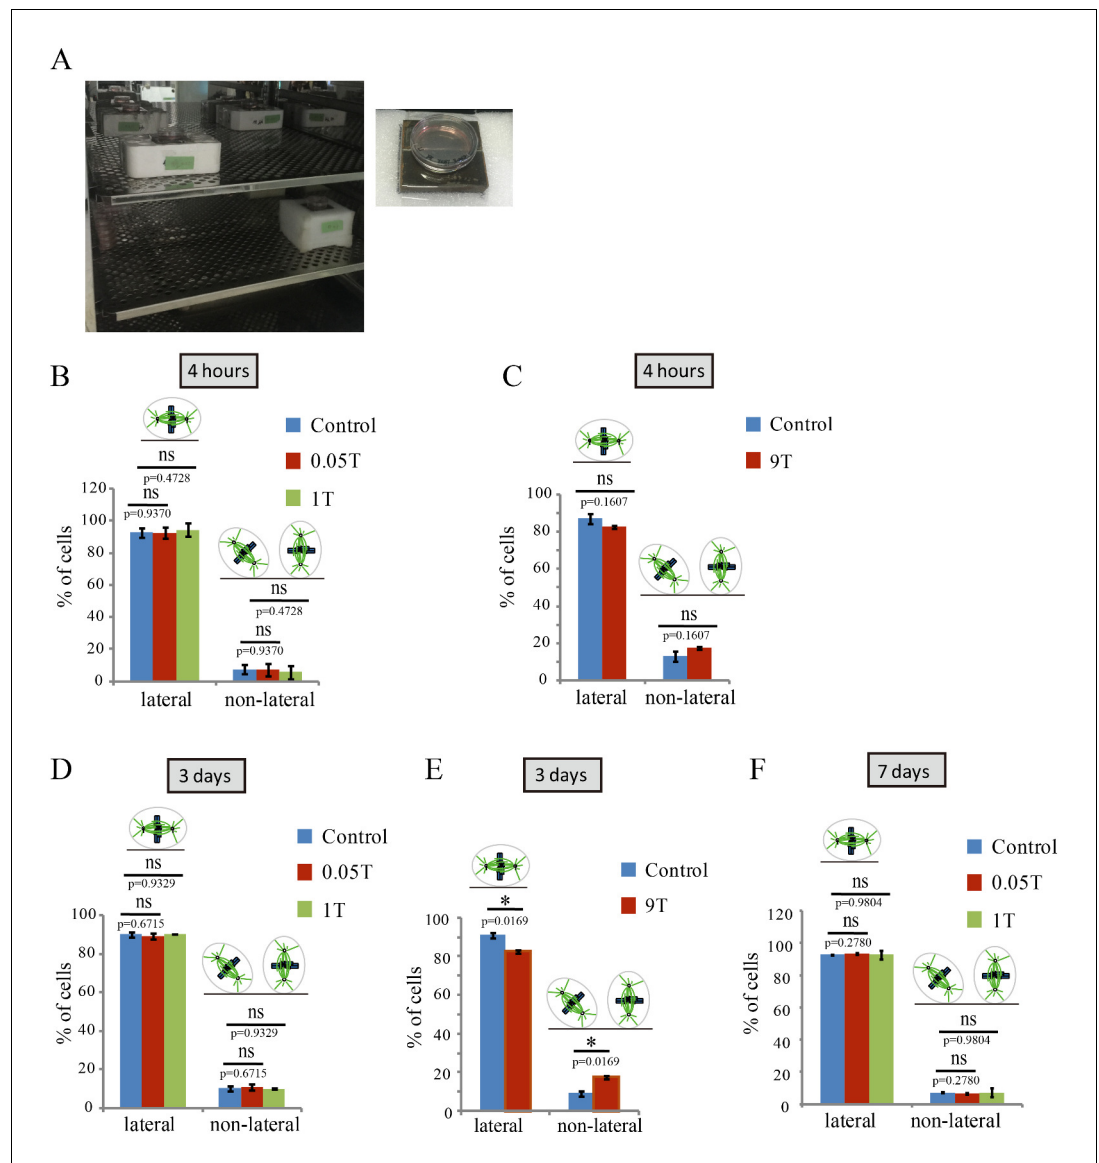 A
B
4 hours
Control
0.05T
1T
ns
p=0.4728
ns
p=0.9370
ns
p=0.4728
ns
p=0.9370
% of cells
120
100
80
60
40
20
0
lateral non-lateral
C
4 hours
Control
9T
ns
p=0.1607
ns
p=0.1607
% of cells
100
80
60
40
20
0
lateral non-lateral
D
3 days
Control
0.05T
1T
ns
p=0.9329
ns
p=0.6715
ns
p=0.9329
ns
p=0.6715
% of cells
100
80
60
40
20
0
lateral non-lateral
E
3 days
Control
9T
*
p=0.0169
*
p=0.0169
% of cells
100
80
60
40
20
0
lateral non-lateral
F
7 days
Control
0.05T
1T
ns
p=0.9804
ns
p=0.2780
ns
p=0.9804
ns
p=0.2780
% of cells
120
100
80
60
40
20
0
lateral non-lateral